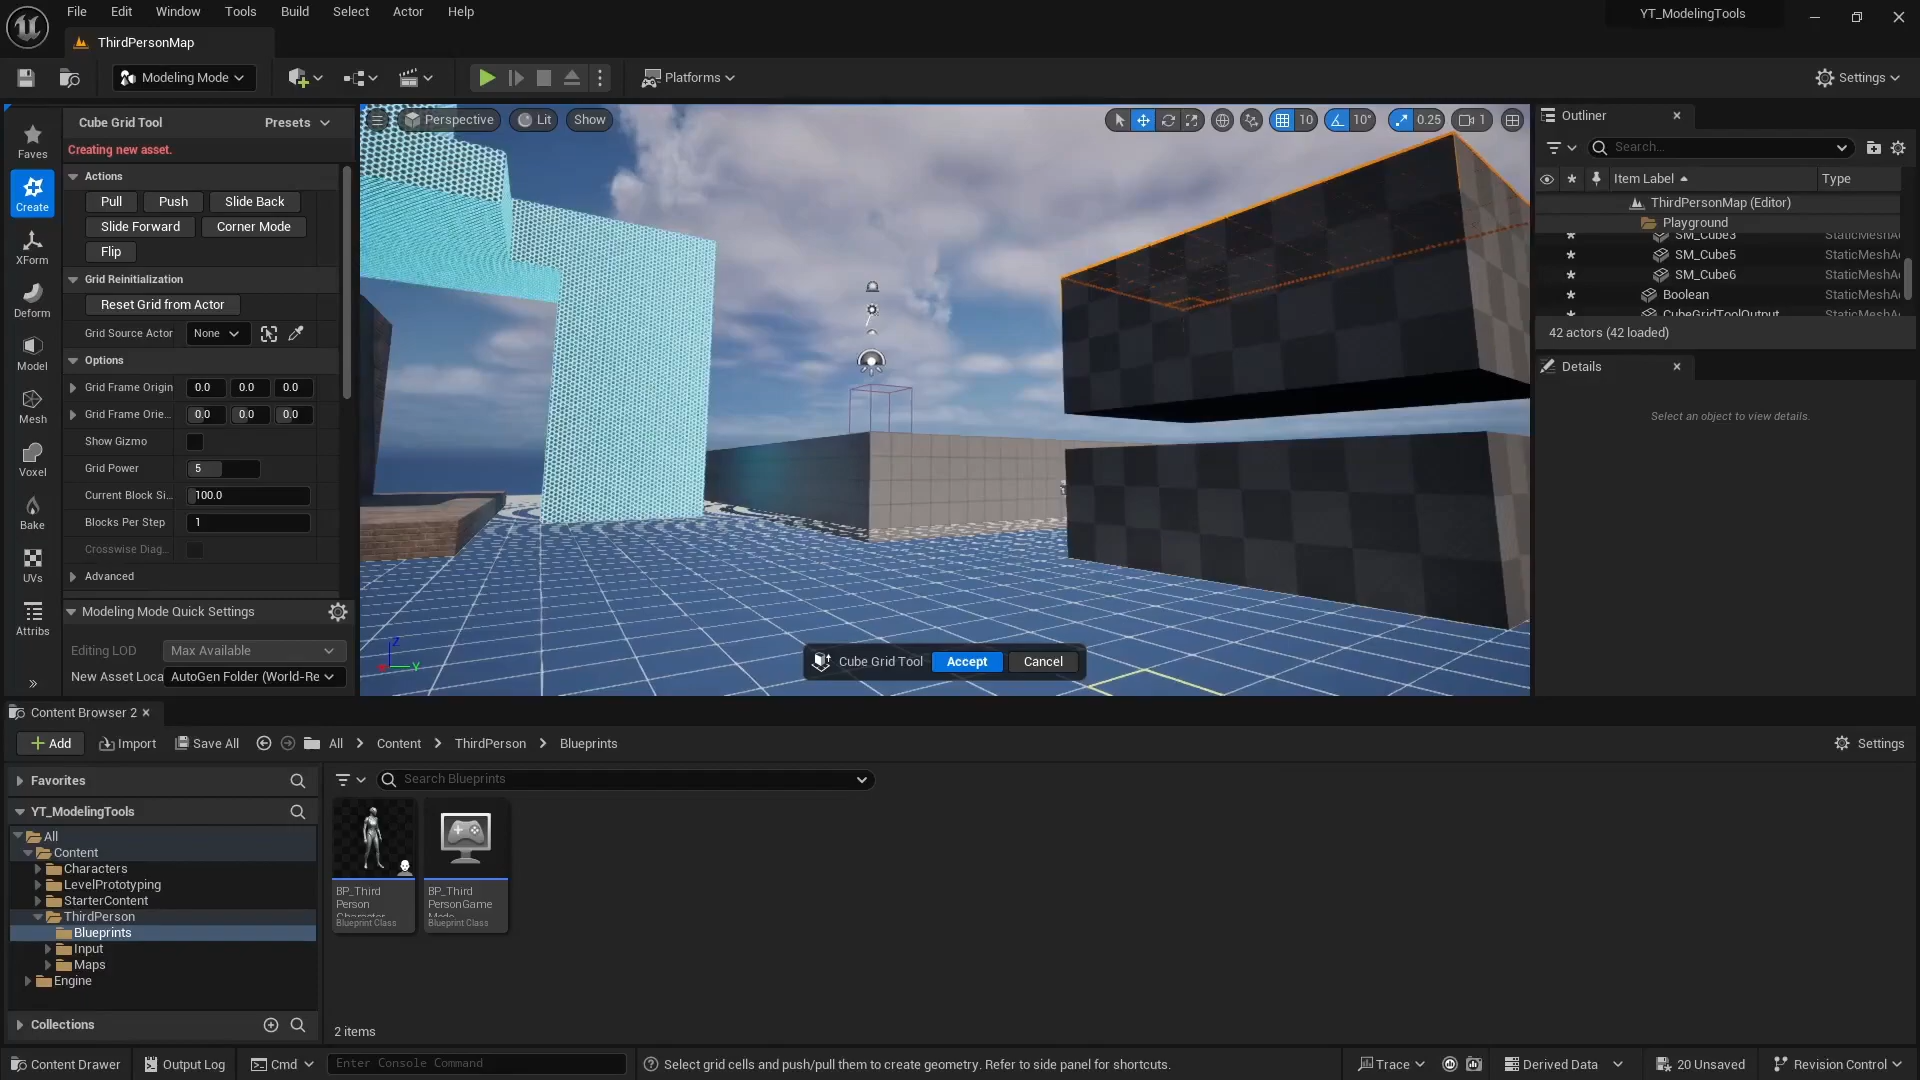 File Edit Window Tools Build Select Actor Help
YT_ModelingTools
ThirdPersonMap
Modeling Mode
Platforms
Settings
Cube Grid Tool Presets
Creating new asset.
Actions
Pull Push Slide Back
Slide Forward Corner Mode
Flip
Grid Reinitialization
Reset Grid from Actor
Grid Source Actor None
Options
Grid Frame Origin 0.0 0.0 0.0
Grid Frame Orie... 0.0 0.0 0.0
Show Gizmo
Grid Power 5
Current Block Si... 100.0
Blocks Per Step 1
Crosswise Diag...
Advanced
Modeling Mode Quick Settings
Editing LOD Max Available
New Asset Loca AutoGen Folder (World-Re
Faves
Create
XForm
Deform
Model
Mesh
Voxel
Bake
UVs
Attribs
Perspective Lit Show
10 10° 0.25 1
Z
Y
Cube Grid Tool Accept Cancel
Outliner
Search...
Item Label Type
ThirdPersonMap (Editor)
Playground
SM_Cube3 StaticMeshA
SM_Cube5 StaticMeshA
SM_Cube6 StaticMeshA
Boolean StaticMeshA
CubeGridToolOutput StaticMeshA
42 actors (42 loaded)
Details
Select an object to view details.
Content Browser 2
Add Import Save All All Content ThirdPerson Blueprints
Settings
Favorites
Search Blueprints
YT_ModelingTools
All
Content
Characters
LevelPrototyping
StarterContent
ThirdPerson
Blueprints
Input
Maps
Engine
Collections
BP_Third
Person
Character
Blueprint Class
BP_Third
PersonGame
Mode
Blueprint Class
2 items
Content Drawer Output Log Cmd Enter Console Command Select grid cells and push/pull them to create geometry. Refer to side panel for shortcuts. Trace Derived Data 20 Unsaved Revision Control